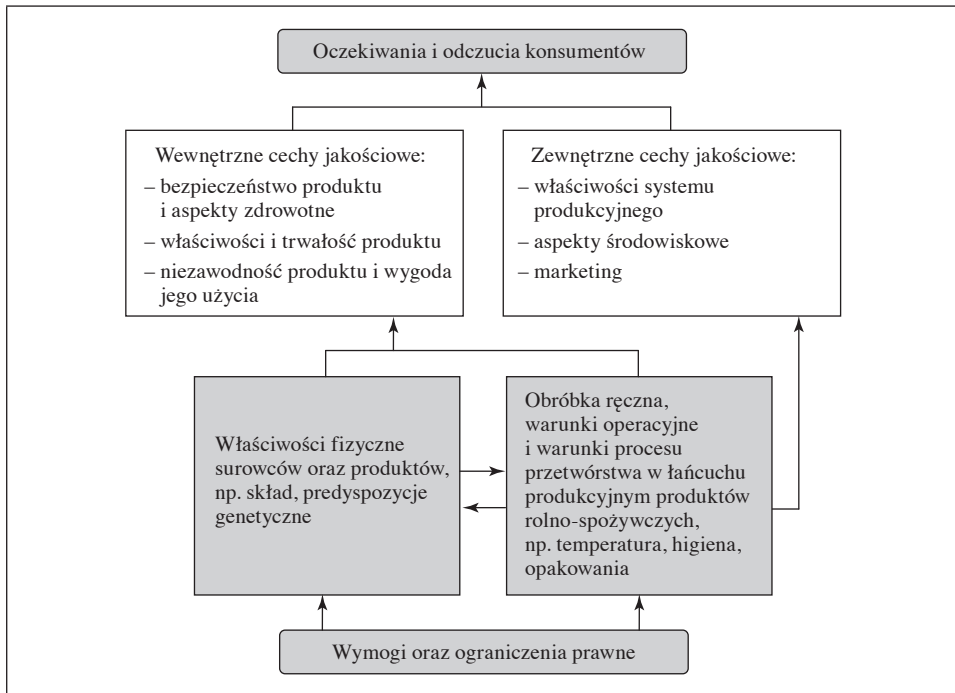 Oczekiwania i odczucia konsumentów
Wewnętrzne cechy jakościowe:
– bezpieczeństwo produktu
i aspekty zdrowotne
– właściwości i trwałość produktu
– niezawodność produktu i wygoda
jego użycia
Zewnętrzne cechy jakościowe:
– właściwości systemu
produkcyjnego
– aspekty środowiskowe
– marketing
Właściwości fizyczne
surowców oraz produktów,
np. skład, predyspozycje
genetyczne
Obróbka ręczna,
warunki operacyjne
i warunki procesu
przetwórstwa w łańcuchu
produkcyjnym produktów
rolno-spożywczych,
np. temperatura, higiena,
opakowania
Wymogi oraz ograniczenia prawne